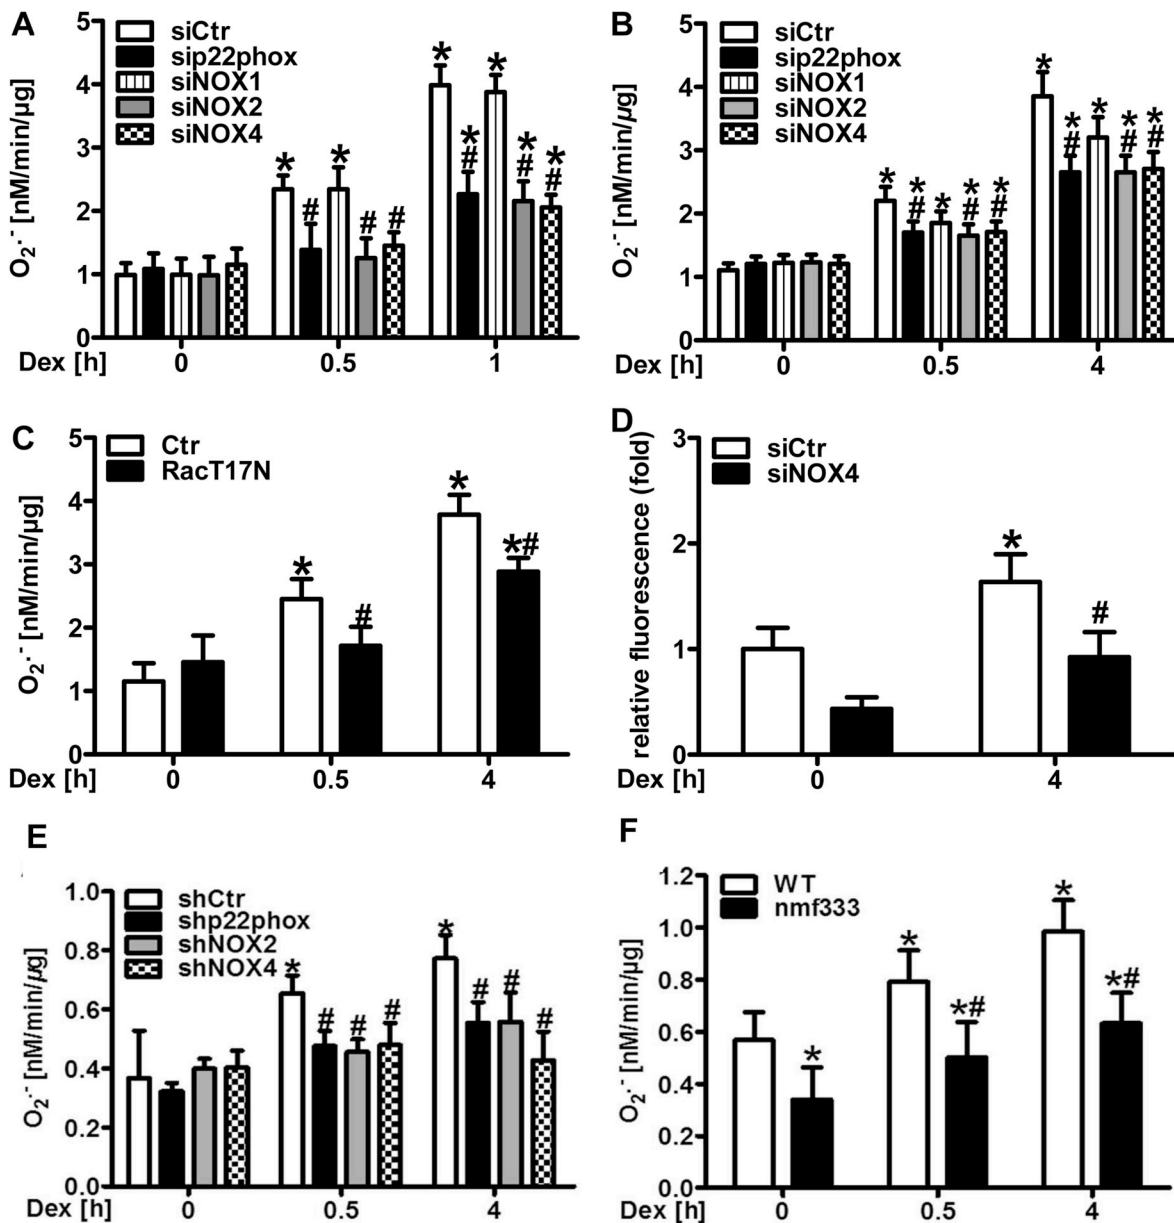 A
5
4
3
2
1
0
O₂·⁻ [nM/min/µg]
siCtr
sip22phox
siNOX1
siNOX2
siNOX4
* # * # #
* *# * *# *#
Dex [h] 0 0.5 1
B
5
4
3
2
1
0
O₂·⁻ [nM/min/µg]
siCtr
sip22phox
siNOX1
siNOX2
siNOX4
* *# * *# *#
* *# * *# *#
Dex [h] 0 0.5 4
C
5
4
3
2
1
0
O₂·⁻ [nM/min/µg]
Ctr
RacT17N
* #
* *#
Dex [h] 0 0.5 4
D
3
2
1
0
relative fluorescence (fold)
siCtr
siNOX4
* #
Dex [h] 0 4
E
1.0
0.8
0.6
0.4
0.2
0.0
O₂·⁻ [nM/min/µg]
shCtr
shp22phox
shNOX2
shNOX4
* # # #
* # # #
Dex [h] 0 0.5 4
F
1.2
1.0
0.8
0.6
0.4
0.2
0.0
O₂·⁻ [nM/min/µg]
WT
nmf333
*
* *#
* *#
Dex [h] 0 0.5 4